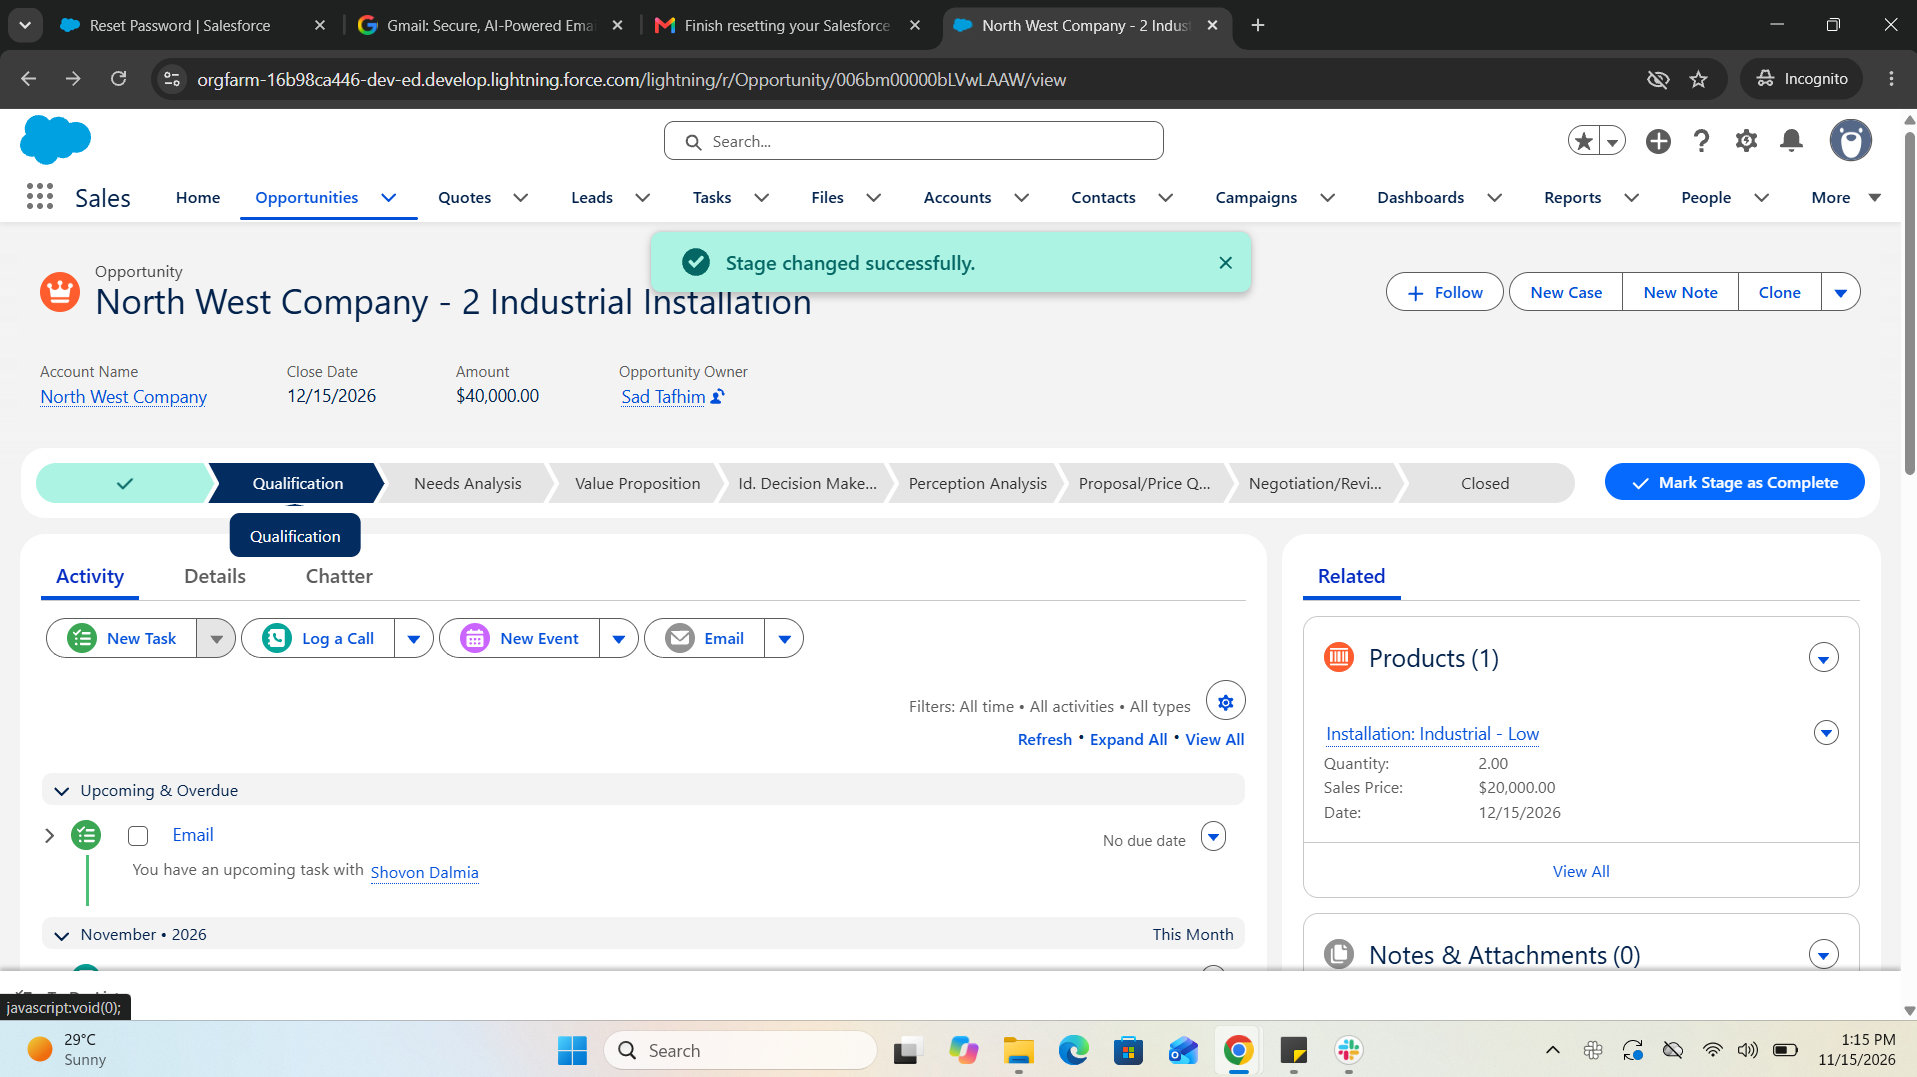 Reset Password | Salesforce
Gmail: Secure, AI-Powered Emai
Finish resetting your Salesforce
North West Company - 2 Indust
orgfarm-16b98ca446-dev-ed.develop.lightning.force.com/lightning/r/Opportunity/006bm00000bLVwLAAW/view
Incognito
Search...
Sales
Home
Opportunities
Quotes
Leads
Tasks
Files
Accounts
Contacts
Campaigns
Dashboards
Reports
People
More
Stage changed successfully.
Opportunity
North West Company - 2 Industrial Installation
Follow
New Case
New Note
Clone
Account Name
North West Company
Close Date
12/15/2026
Amount
$40,000.00
Opportunity Owner
Sad Tafhim
Qualification
Needs Analysis
Value Proposition
Id. Decision Make...
Perception Analysis
Proposal/Price Q...
Negotiation/Revi...
Closed
Mark Stage as Complete
Qualification
Activity
Details
Chatter
New Task
Log a Call
New Event
Email
Filters: All time • All activities • All types
Refresh • Expand All • View All
Upcoming & Overdue
Email
No due date
You have an upcoming task with Shovon Dalmia
November • 2026
This Month
Related
Products (1)
Installation: Industrial - Low
Quantity: 2.00
Sales Price: $20,000.00
Date: 12/15/2026
View All
Notes & Attachments (0)
javascript:void(0);
29°C
Sunny
Search
1:15 PM
11/15/2026